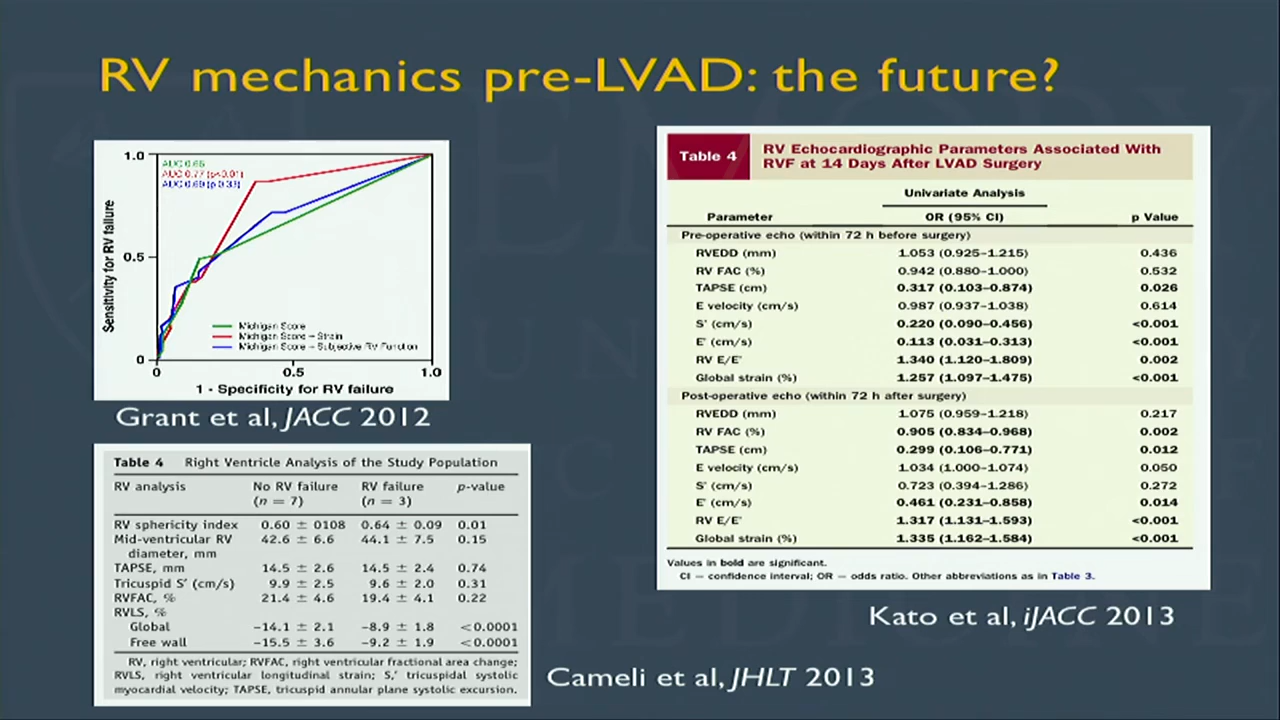 RV mechanics pre-LVAD: the future?
1.0
AUC 0.66
AUC 0.77 (p<0.01)
AUC 0.69 (p 0.33)
Sensitivity for RV failure
0.5
Michigan Score
Michigan Score – Strain
Michigan Score – Subjective RV Function
0
0 0.5 1.0
1 - Specificity for RV failure
Grant et al, JACC 2012
Table 4 Right Ventricle Analysis of the Study Population
RV analysis No RV failure (n = 7) RV failure (n = 3) p-value
RV sphericity index 0.60 ± 0108 0.64 ± 0.09 0.01
Mid-ventricular RV diameter, mm 42.6 ± 6.6 44.1 ± 7.5 0.15
TAPSE, mm 14.5 ± 2.6 14.5 ± 2.4 0.74
Tricuspid S′ (cm/s) 9.9 ± 2.5 9.6 ± 2.0 0.31
RVFAC, % 21.4 ± 4.6 19.4 ± 4.1 0.22
RVLS, %
Global –14.1 ± 2.1 –8.9 ± 1.8 <0.0001
Free wall –15.5 ± 3.6 –9.2 ± 1.9 <0.0001
RV, right ventricular; RVFAC, right ventricular fractional area change;
RVLS, right ventricular longitudinal strain; S,′ tricuspidal systolic
myocardial velocity; TAPSE, tricuspid annular plane systolic excursion.
Cameli et al, JHLT 2013
Table 4 RV Echocardiographic Parameters Associated With
RVF at 14 Days After LVAD Surgery
Univariate Analysis
Parameter OR (95% CI) p Value
Pre-operative echo (within 72 h before surgery)
RVEDD (mm) 1.053 (0.925–1.215) 0.436
RV FAC (%) 0.942 (0.880–1.000) 0.532
TAPSE (cm) 0.317 (0.103–0.874) 0.026
E velocity (cm/s) 0.987 (0.937–1.038) 0.614
S′ (cm/s) 0.220 (0.090–0.456) <0.001
E′ (cm/s) 0.113 (0.031–0.313) <0.001
RV E/E′ 1.340 (1.120–1.809) 0.002
Global strain (%) 1.257 (1.097–1.475) <0.001
Post-operative echo (within 72 h after surgery)
RVEDD (mm) 1.075 (0.959–1.218) 0.217
RV FAC (%) 0.905 (0.834–0.968) 0.002
TAPSE (cm) 0.299 (0.106–0.771) 0.012
E velocity (cm/s) 1.034 (1.000–1.074) 0.050
S′ (cm/s) 0.723 (0.394–1.286) 0.272
E′ (cm/s) 0.461 (0.231–0.858) 0.014
RV E/E′ 1.317 (1.131–1.593) <0.001
Global strain (%) 1.335 (1.162–1.584) <0.001
Values in bold are significant.
CI – confidence interval; OR – odds ratio. Other abbreviations as in Table 3.
Kato et al, iJACC 2013